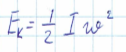 E_k = 1/2 I ω²